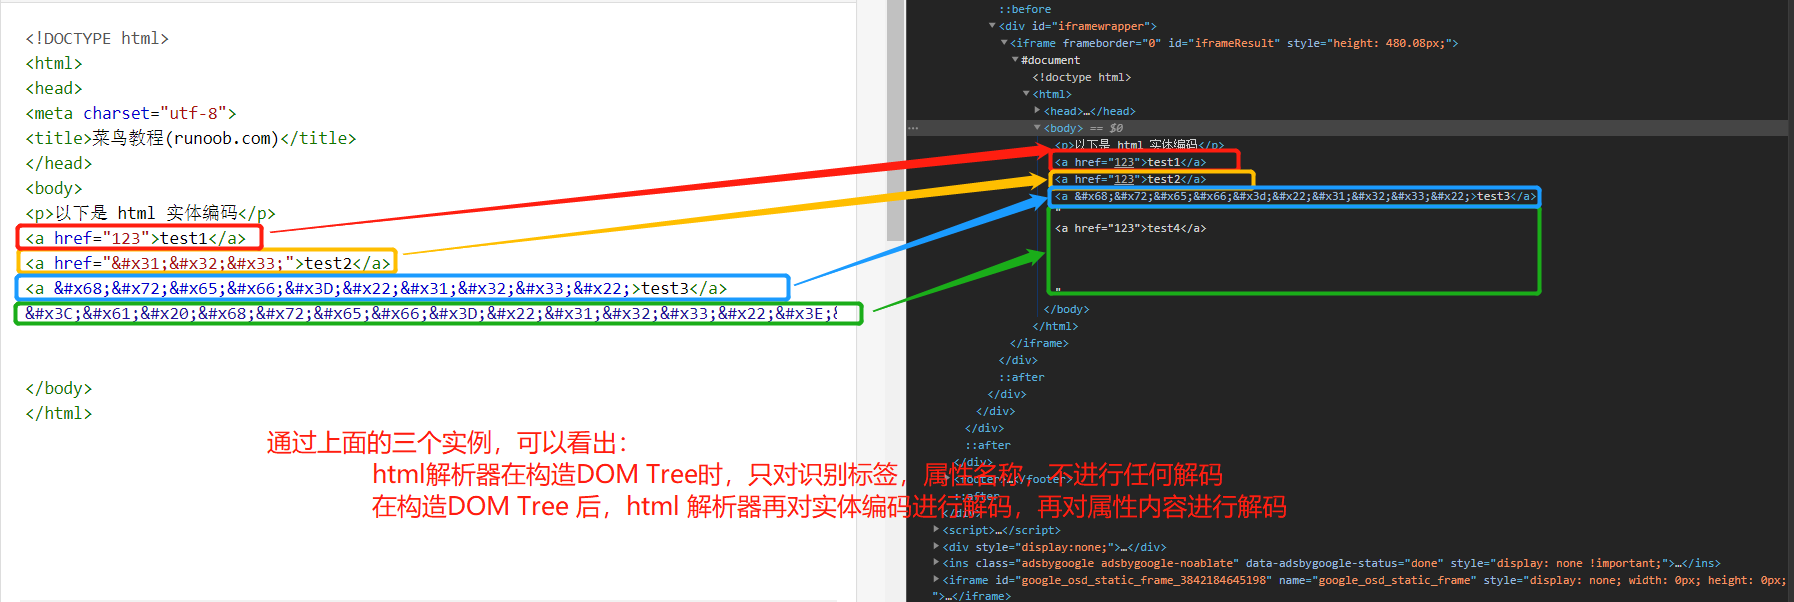 <!DOCTYPE html>
<html>
<head>
<meta charset="utf-8">
<title>菜鸟教程(runoob.com)</title>
</head>
<body>
<p>以下是 html 实体编码</p>
<a href="123">test1</a>
<a href="&#x31;&#x32;&#x33;">test2</a>
<a &#x68;&#x72;&#x65;&#x66;&#x3D;&#x22;&#x31;&#x32;&#x33;&#x22;>test3</a>
&#x3C;&#x61;&#x20;&#x68;&#x72;&#x65;&#x66;&#x3D;&#x22;&#x31;&#x32;&#x33;&#x22;&#x3E;&
</body>
</html>
通过上面的三个实例，可以看出：
html解析器在构造DOM Tree时，只对识别标签，属性名称，不进行任何解码
在构造DOM Tree 后，html 解析器再对实体编码进行解码，再对属性内容进行解码
::before
<div id="iframewrapper">
<iframe frameborder="0" id="iframeResult" style="height: 480.08px;">
#document
<!doctype html>
<html>
<head>…</head>
<body> == $0
<p>以下是 html 实体编码</p>
<a href="123">test1</a>
<a href="123">test2</a>
<a &#x68;&#x72;&#x65;&#x66;&#x3d;&#x22;&#x31;&#x32;&#x33;&#x22;>test3</a>
"
<a href="123">test4</a>
"
</body>
</html>
</iframe>
</div>
::after
</div>
</div>
</div>
::after
</div>
<footer>…</footer>
::after
</div>
<script>…</script>
<div style="display:none;">…</div>
<ins class="adsbygoogle adsbygoogle-noablate" data-adsbygoogle-status="done" style="display: none !important;">…</ins>
<iframe id="google_osd_static_frame_3842184645198" name="google_osd_static_frame" style="display: none; width: 0px; height: 0px;
">…</iframe>